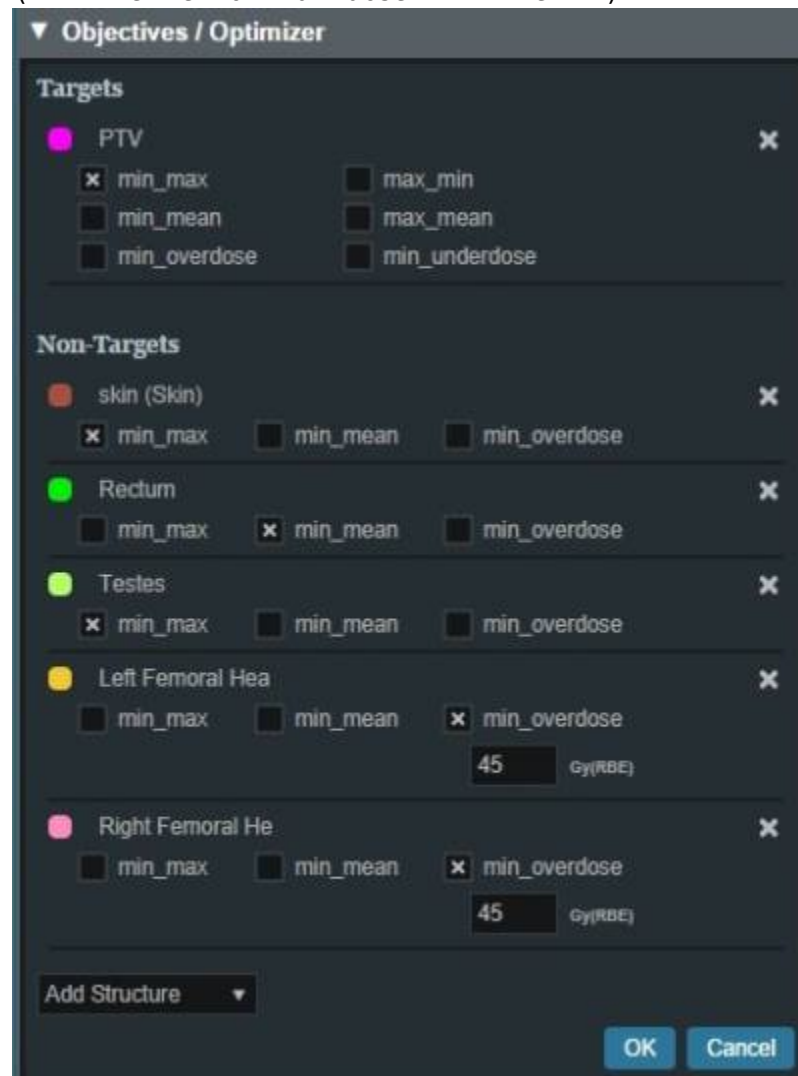 Objectives / Optimizer
Targets
PTV
min_max max_min
min_mean max_mean
min_overdose min_underdose
Non-Targets
skin (Skin)
min_max min_mean min_overdose
Rectum
min_max min_mean min_overdose
Testes
min_max min_mean min_overdose
Left Femoral Hea
min_max min_mean min_overdose
45 Gy(RBE)
Right Femoral He
min_max min_mean min_overdose
45 Gy(RBE)
Add Structure
OK Cancel